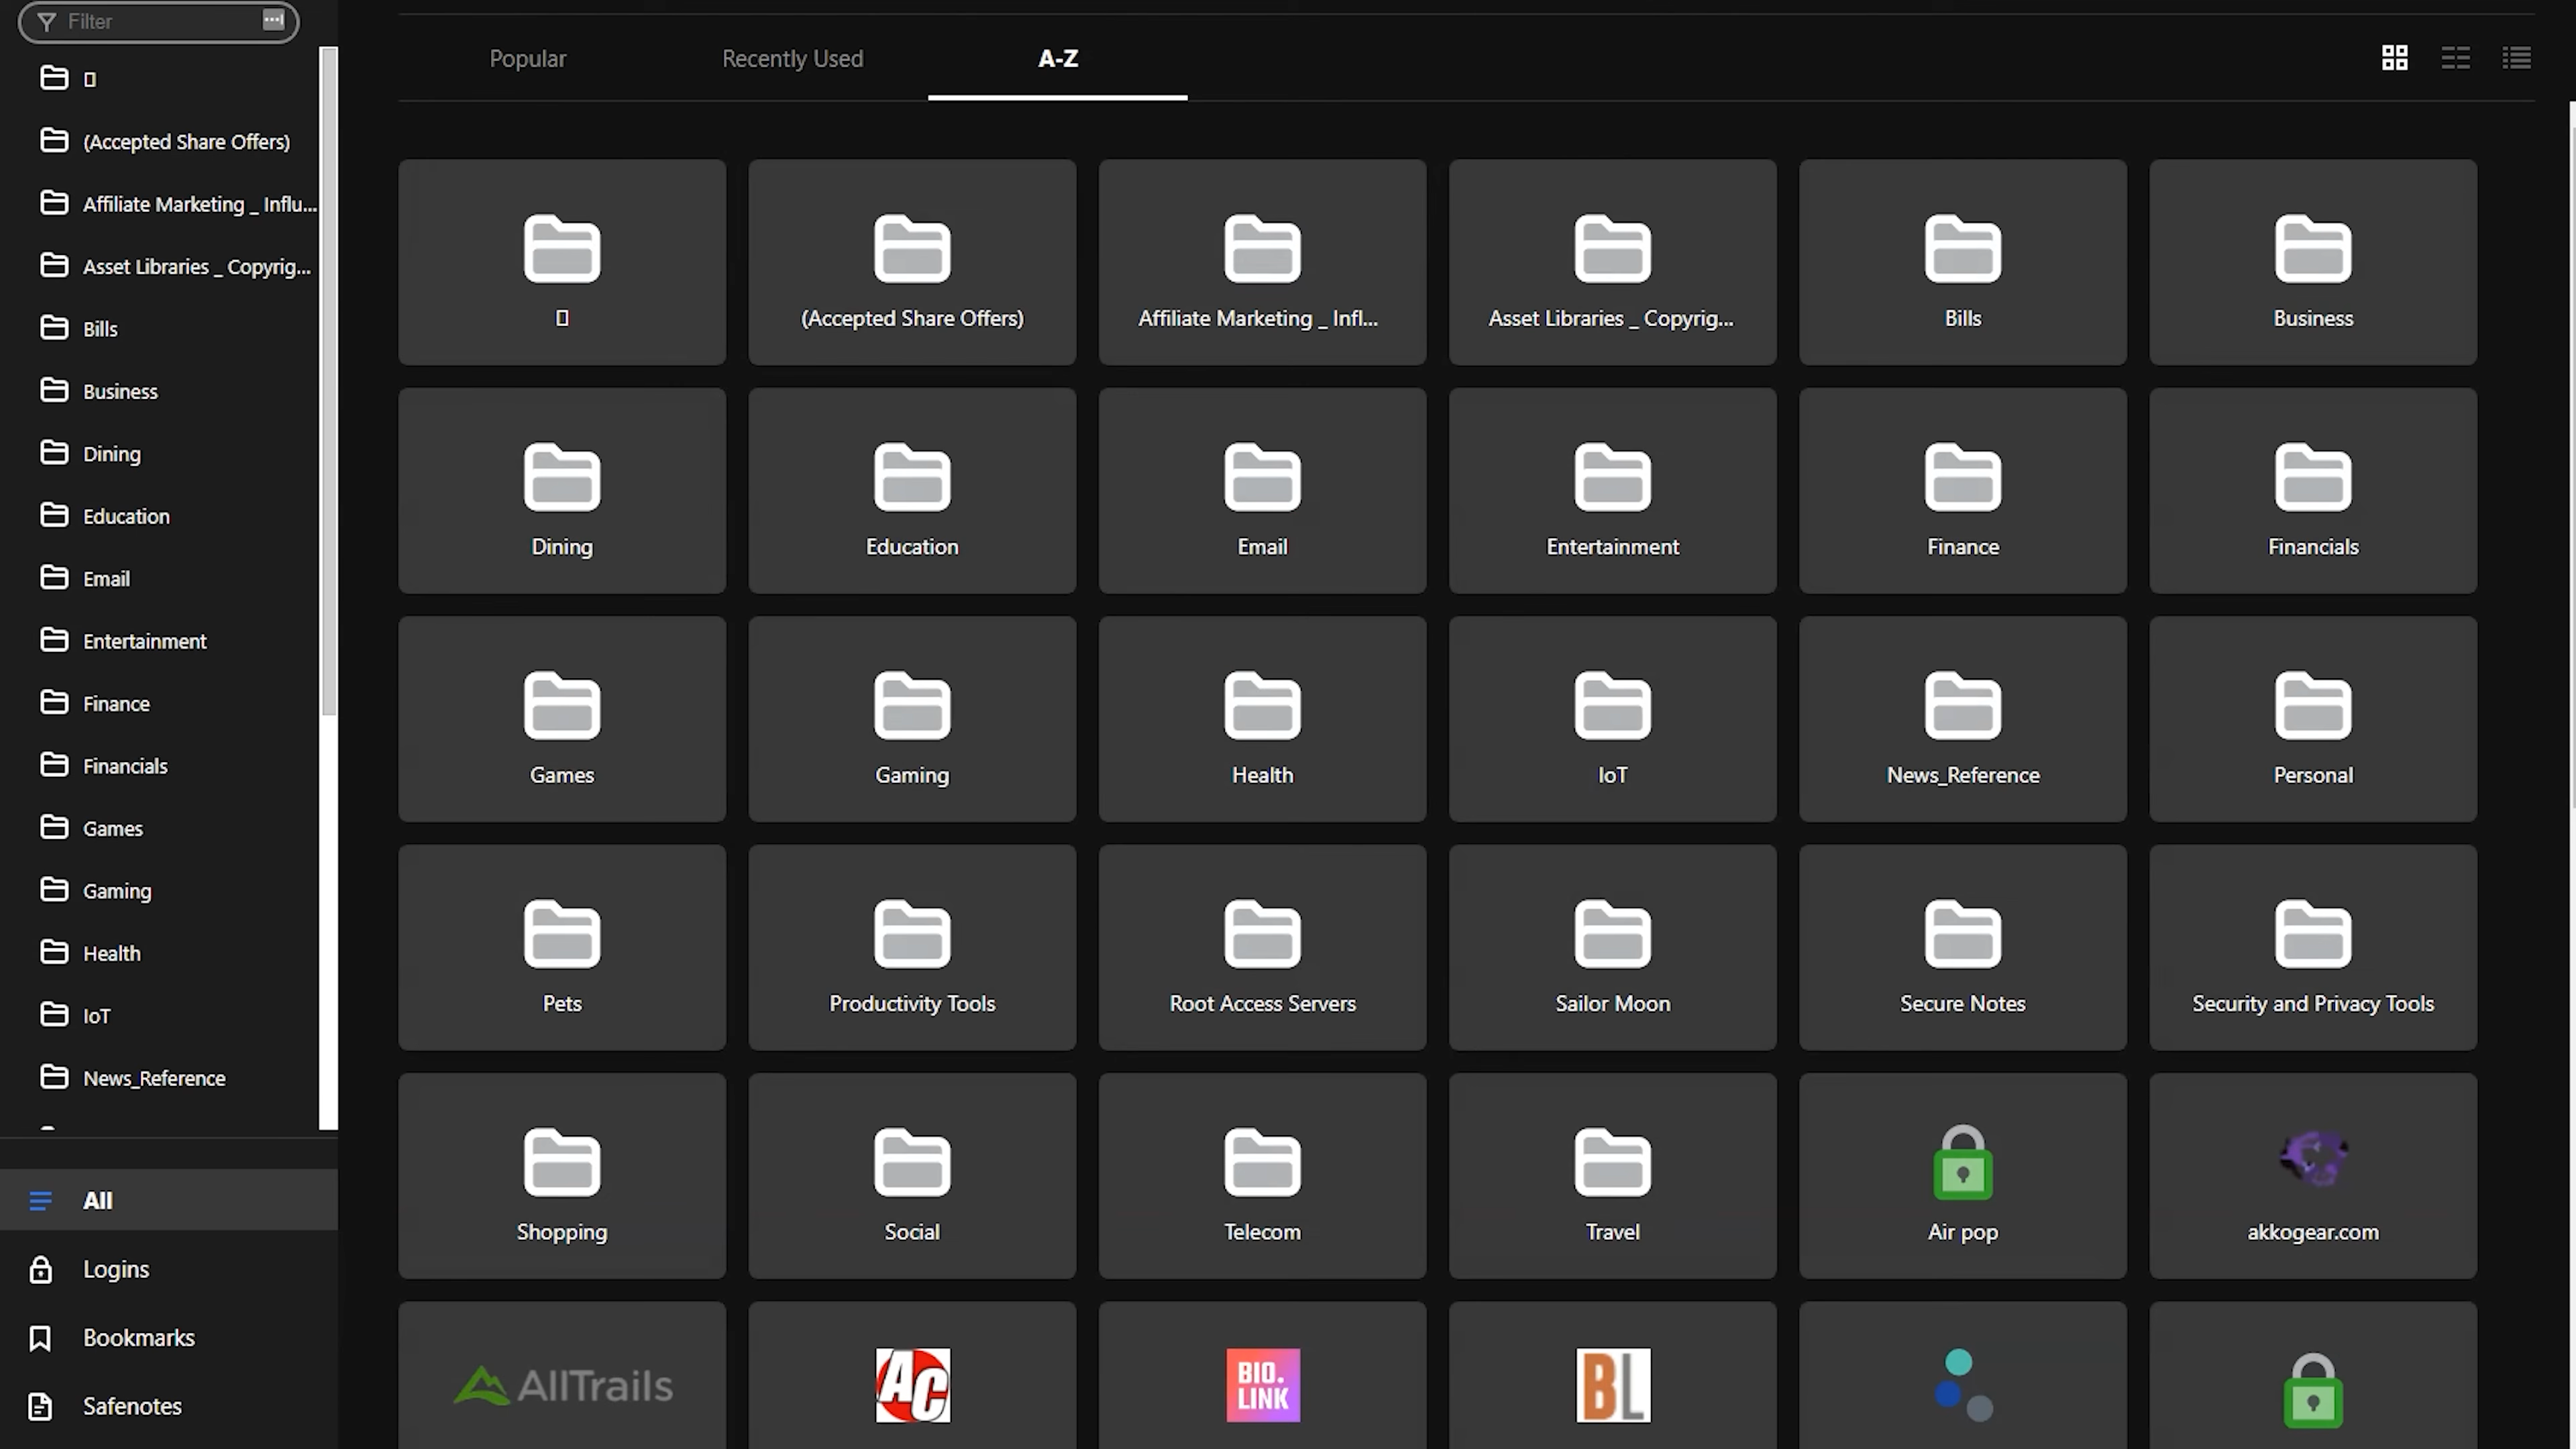 Filter
(Accepted Share Offers)
Affiliate Marketing _ Influ...
Asset Libraries _ Copyrig...
Bills
Business
Dining
Education
Email
Entertainment
Finance
Financials
Games
Gaming
Health
IoT
News_Reference
All
Logins
Bookmarks
Safenotes
Popular
Recently Used
A-Z
(Accepted Share Offers)
Affiliate Marketing _ Infl...
Asset Libraries _ Copyrig...
Bills
Business
Dining
Education
Email
Entertainment
Finance
Financials
Games
Gaming
Health
IoT
News_Reference
Personal
Pets
Productivity Tools
Root Access Servers
Sailor Moon
Secure Notes
Security and Privacy Tools
Shopping
Social
Telecom
Travel
Air pop
akkogear.com
AllTrails
AC
BIO.
LINK
BL